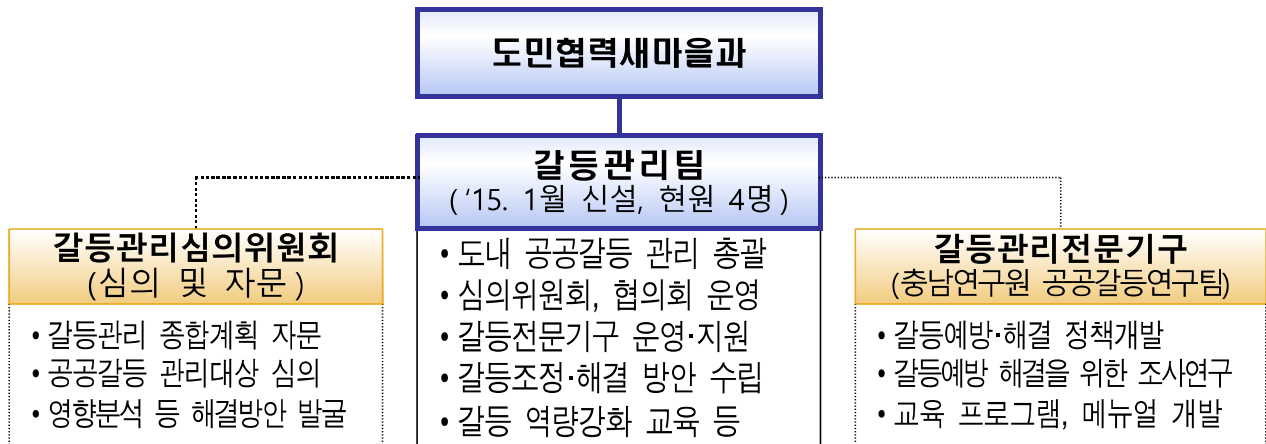 도민협력새마을과
갈등관리팀
( ‘15. 1월 신설, 현원 4명 )
갈등관리심의위원회
(심의 및 자문 )
• 갈등관리 종합계획 자문
• 공공갈등 관리대상 심의
• 영향분석 등 해결방안 발굴
• 도내 공공갈등 관리 총괄
• 심의위원회, 협의회 운영
• 갈등전문기구 운영·지원
• 갈등조정·해결 방안 수립
• 갈등 역량강화 교육 등
갈등관리전문기구
(충남연구원 공공갈등연구팀)
• 갈등예방·해결 정책개발
• 갈등예방 해결을 위한 조사연구
• 교육 프로그램, 메뉴얼 개발